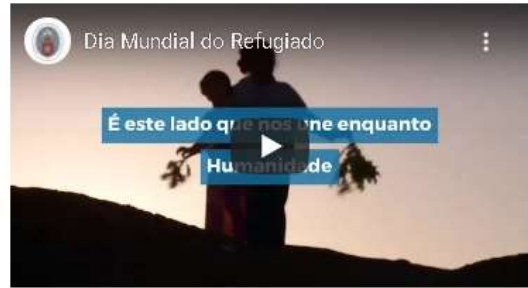 Dia Mundial do Refugiado
É este lado que nos une enquanto
Humanidade